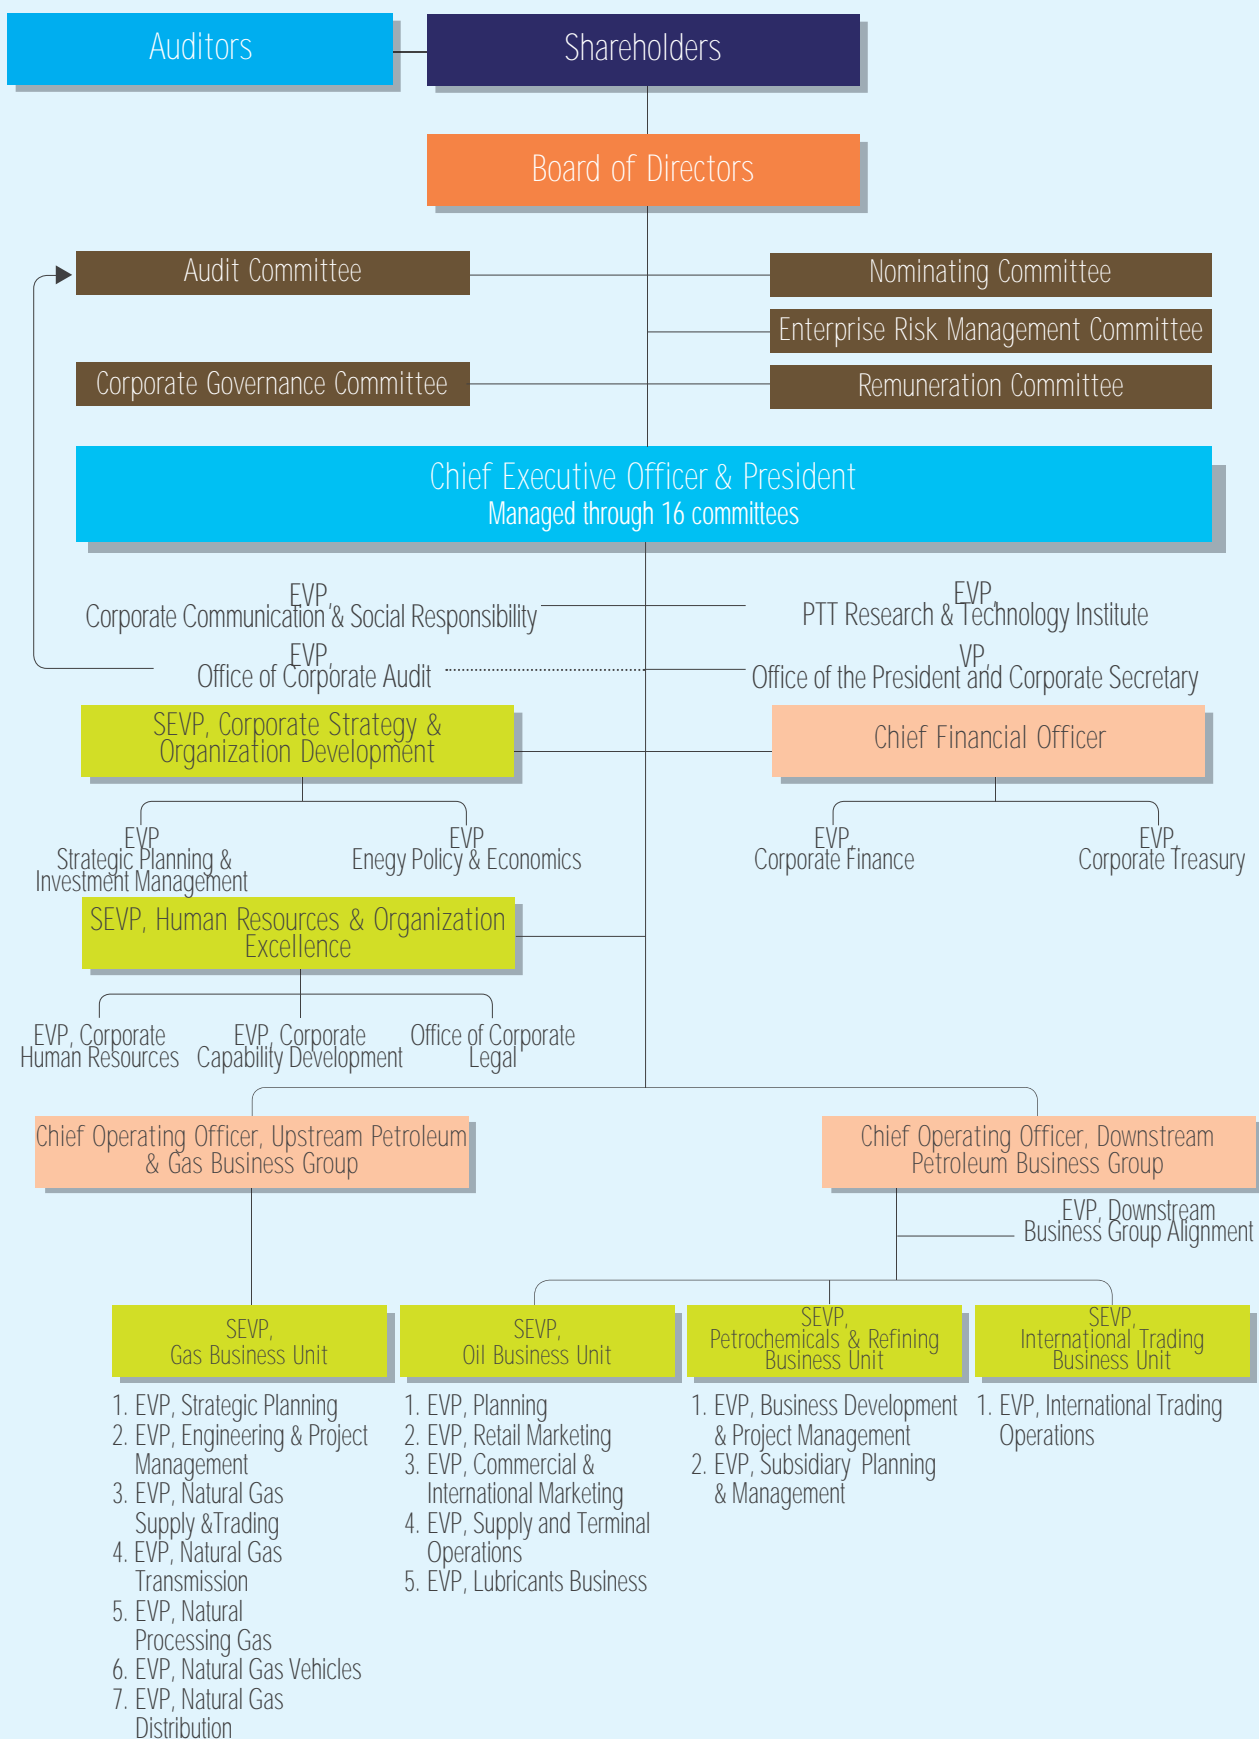 Auditors
Shareholders
Board of Directors
Audit Committee
Nominating Committee
Enterprise Risk Management Committee
Corporate Governance Committee
Remuneration Committee
Chief Executive Officer & President
Managed through 16 committees
EVP,
Corporate Communication & Social Responsibility
EVP,
PTT Research & Technology Institute
EVP,
Office of Corporate Audit
VP,
Office of the President and Corporate Secretary
SEVP, Corporate Strategy &
Organization Development
Chief Financial Officer
EVP
Strategic Planning &
Investment Management
EVP
Enegy Policy & Economics
EVP,
Corporate Finance
EVP,
Corporate Treasury
SEVP, Human Resources & Organization
Excellence
EVP, Corporate
Human Resources
EVP, Corporate
Capability Development
Office of Corporate
Legal
Chief Operating Officer, Upstream Petroleum
& Gas Business Group
Chief Operating Officer, Downstream
Petroleum Business Group
EVP, Downstream
Business Group Alignment
SEVP,
Gas Business Unit
1. EVP, Strategic Planning
2. EVP, Engineering & Project
Management
3. EVP, Natural Gas
Supply &Trading
4. EVP, Natural Gas
Transmission
5. EVP, Natural
Processing Gas
6. EVP, Natural Gas Vehicles
7. EVP, Natural Gas
Distribution
SEVP,
Oil Business Unit
1. EVP, Planning
2. EVP, Retail Marketing
3. EVP, Commercial &
International Marketing
4. EVP, Supply and Terminal
Operations
5. EVP, Lubricants Business
SEVP,
Petrochemicals & Refining
Business Unit
1. EVP, Business Development
& Project Management
2. EVP, Subsidiary Planning
& Management
SEVP,
International Trading
Business Unit
1. EVP, International Trading
Operations